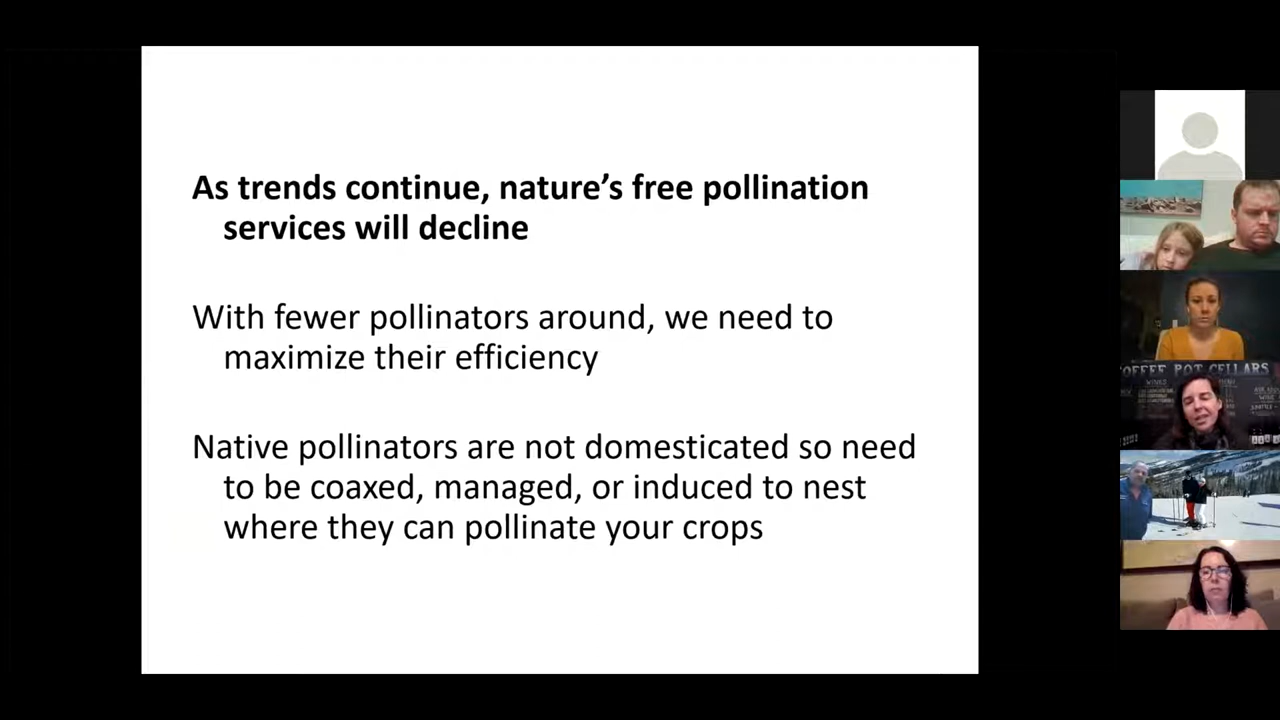 As trends continue, nature’s free pollination
services will decline
With fewer pollinators around, we need to
maximize their efficiency
Native pollinators are not domesticated so need
to be coaxed, managed, or induced to nest
where they can pollinate your crops
COFFEE POT CELLARS
WINES